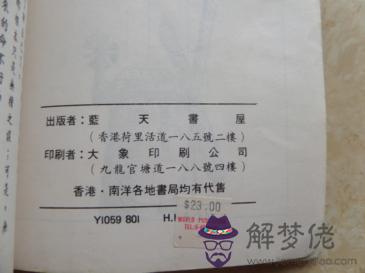 出版者：藍天書屋
（香港荷里活道一八五號二樓）
印刷者：大象印刷公司
（九龍官塘道一八八號四樓）
香港·南洋各地書局均有代售
YI059 801 H.I
$23.00
解梦佬